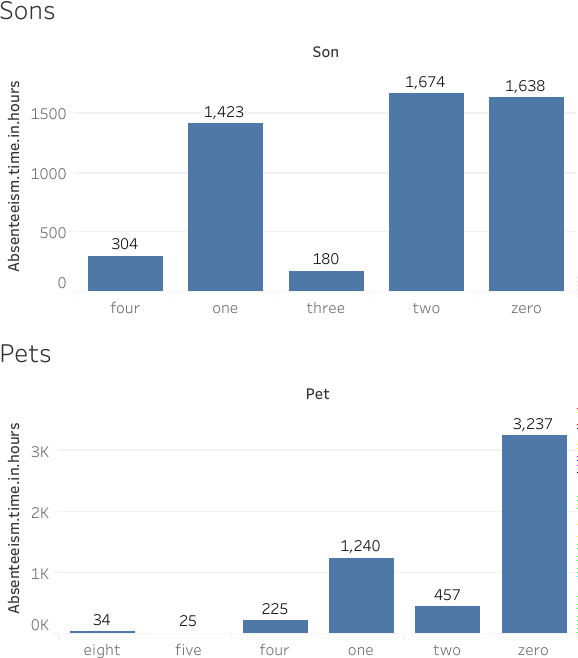 Sons
Son
Absenteeism.time.in.hours
1500
1000
500
0
304
1,423
180
1,674
1,638
four one three two zero
Pets
Pet
Absenteeism.time.in.hours
3K
2K
1K
0K
34
25
225
1,240
457
3,237
eight five four one two zero